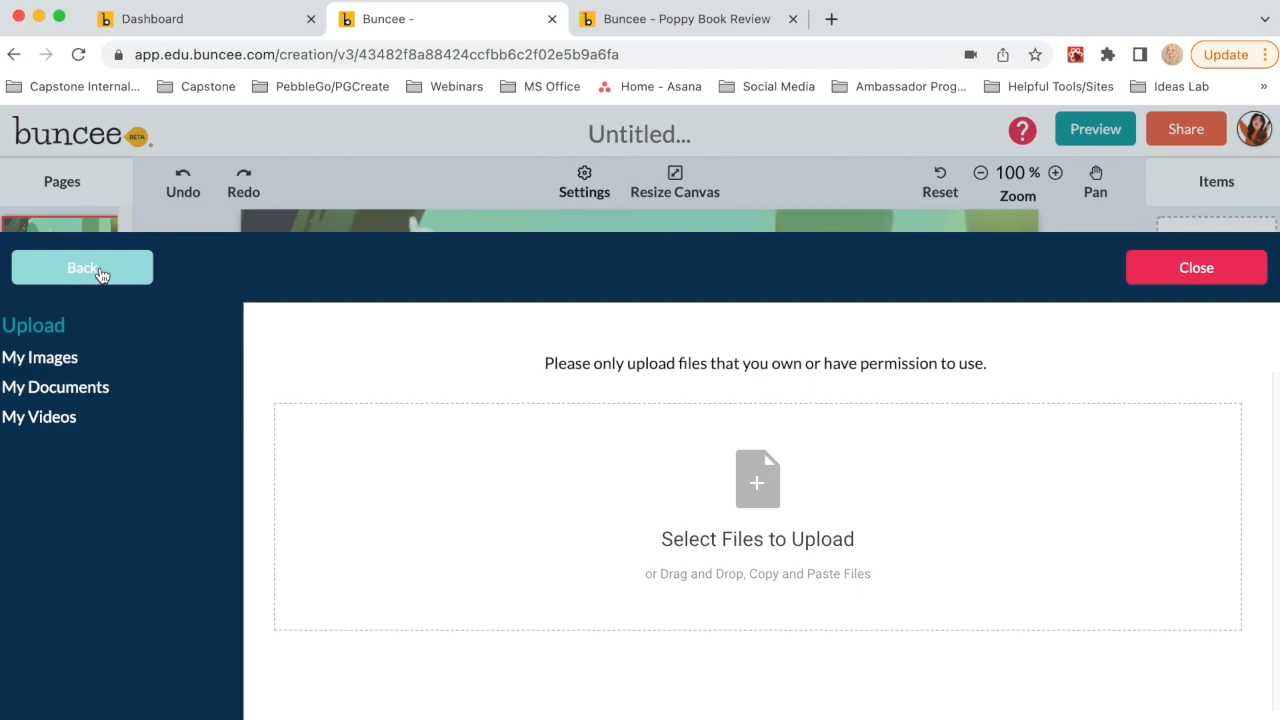 Dashboard
Buncee -
Buncee - Poppy Book Review
app.edu.buncee.com/creation/v3/43482f8a88424ccfbb6c2f02e5b9a6fa
Update
Capstone Internal...
Capstone
PebbleGo/PGCreate
Webinars
MS Office
Home - Asana
Social Media
Ambassador Prog...
Helpful Tools/Sites
Ideas Lab
»
buncee BETA
Untitled...
?
Preview
Share
Pages
Undo
Redo
Settings
Resize Canvas
Reset
100 %
Zoom
Pan
Items
Back
Close
Upload
My Images
My Documents
My Videos
Please only upload files that you own or have permission to use.
Select Files to Upload
or Drag and Drop, Copy and Paste Files